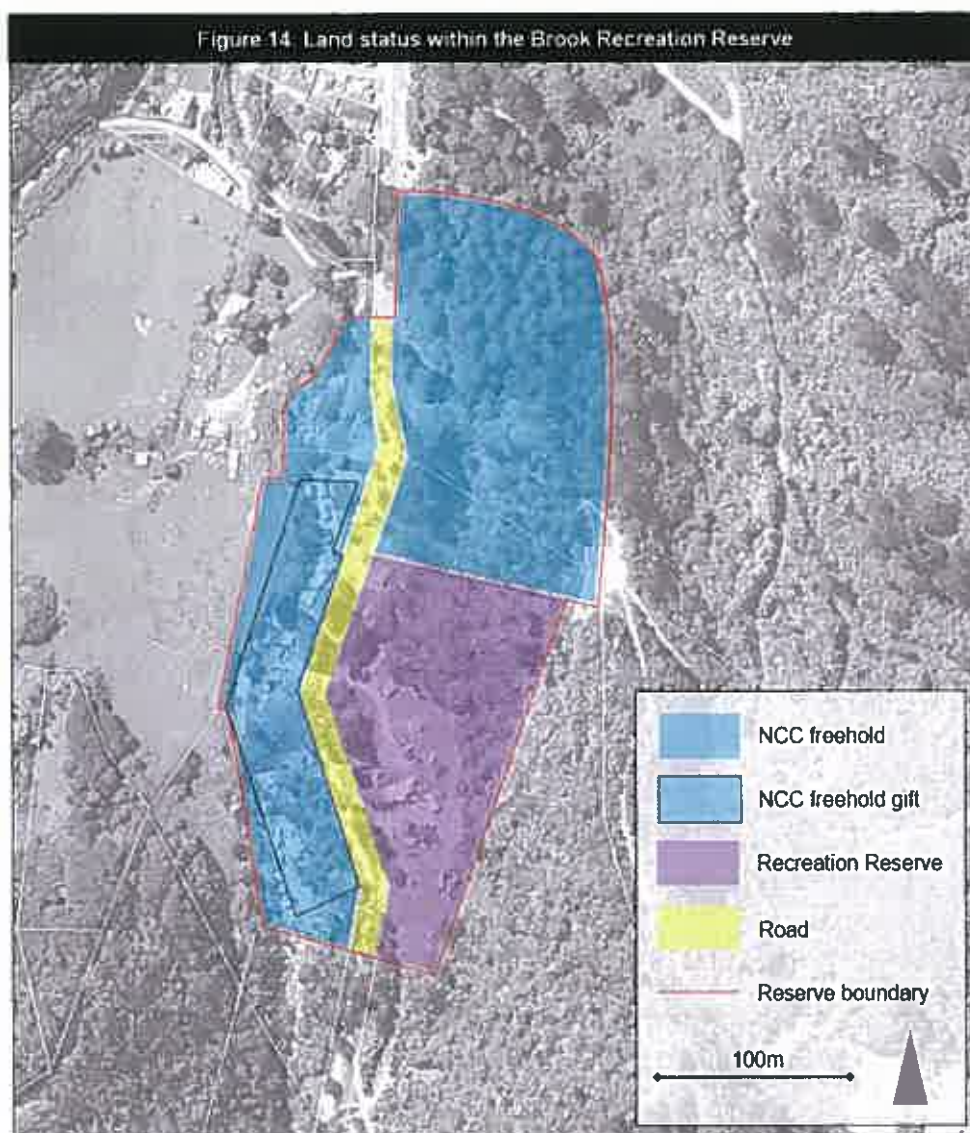 Figure 14 Land status within the Brook Recreation Reserve
NCC freehold
NCC freehold gift
Recreation Reserve
Road
Reserve boundary
100m